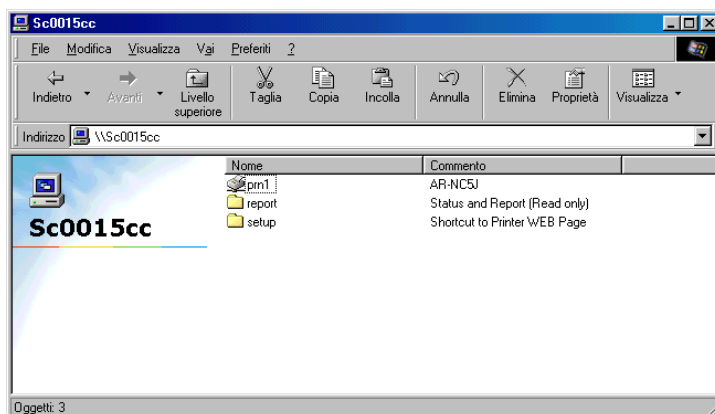 Sc0015cc
File Modifica Visualizza Vai Preferiti ?
Indietro Avanti Livello superiore Taglia Copia Incolla Annulla Elimina Proprietà Visualizza
Indirizzo \\Sc0015cc
Nome Commento
prn1 AR-NC5J
report Status and Report (Read only)
setup Shortcut to Printer WEB Page
Sc0015cc
Oggetti: 3